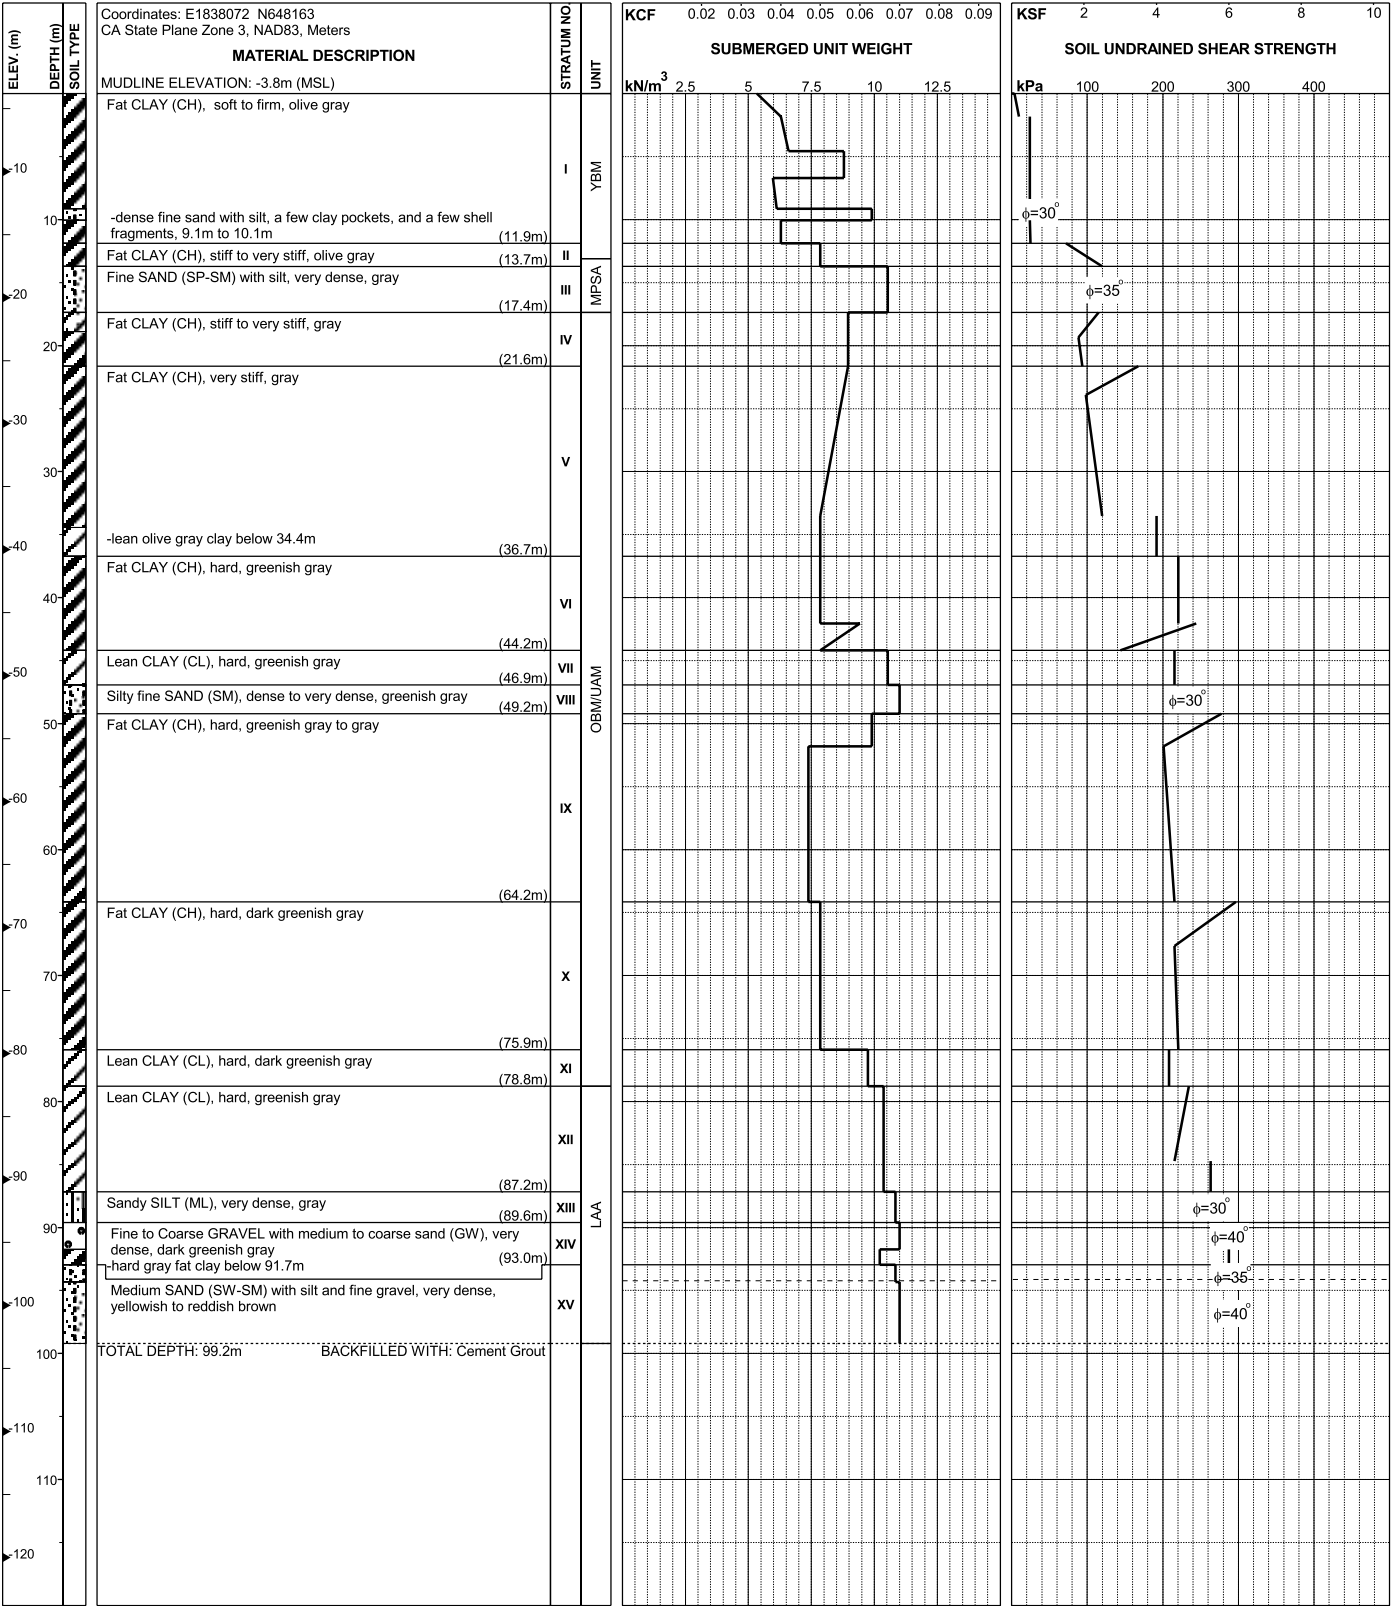 ELEV. (m)
DEPTH (m)
SOIL TYPE
Coordinates: E1838072 N648163
CA State Plane Zone 3, NAD83, Meters
MATERIAL DESCRIPTION
MUDLINE ELEVATION: -3.8m (MSL)
STRATUM NO.
UNIT
KCF 0.02 0.03 0.04 0.05 0.06 0.07 0.08 0.09
SUBMERGED UNIT WEIGHT
kN/m3 2.5 5 7.5 10 12.5
KSF 2 4 6 8 10
SOIL UNDRAINED SHEAR STRENGTH
kPa 100 200 300 400
Fat CLAY (CH), soft to firm, olive gray
-10
I
YBM
-dense fine sand with silt, a few clay pockets, and a few shell
fragments, 9.1m to 10.1m
(11.9m)
10
ϕ=30°
Fat CLAY (CH), stiff to very stiff, olive gray
(13.7m)
II
Fine SAND (SP-SM) with silt, very dense, gray
(17.4m)
III
MPSA
-20
ϕ=35°
Fat CLAY (CH), stiff to very stiff, gray
(21.6m)
IV
20
Fat CLAY (CH), very stiff, gray
-30
30
V
-lean olive gray clay below 34.4m
(36.7m)
-40
Fat CLAY (CH), hard, greenish gray
40
VI
(44.2m)
Lean CLAY (CL), hard, greenish gray
(46.9m)
VII
-50
OBM/UAM
Silty fine SAND (SM), dense to very dense, greenish gray
(49.2m)
VIII
ϕ=30°
Fat CLAY (CH), hard, greenish gray to gray
50
-60
IX
60
(64.2m)
Fat CLAY (CH), hard, dark greenish gray
-70
70
X
(75.9m)
-80
Lean CLAY (CL), hard, dark greenish gray
(78.8m)
XI
Lean CLAY (CL), hard, greenish gray
80
XII
-90
(87.2m)
Sandy SILT (ML), very dense, gray
(89.6m)
XIII
LAA
ϕ=30°
90
Fine to Coarse GRAVEL with medium to coarse sand (GW), very
dense, dark greenish gray
(93.0m)
-hard gray fat clay below 91.7m
XIV
ϕ=40°
ϕ=35°
Medium SAND (SW-SM) with silt and fine gravel, very dense,
yellowish to reddish brown
XV
-100
ϕ=40°
TOTAL DEPTH: 99.2m BACKFILLED WITH: Cement Grout
100
-110
110
-120